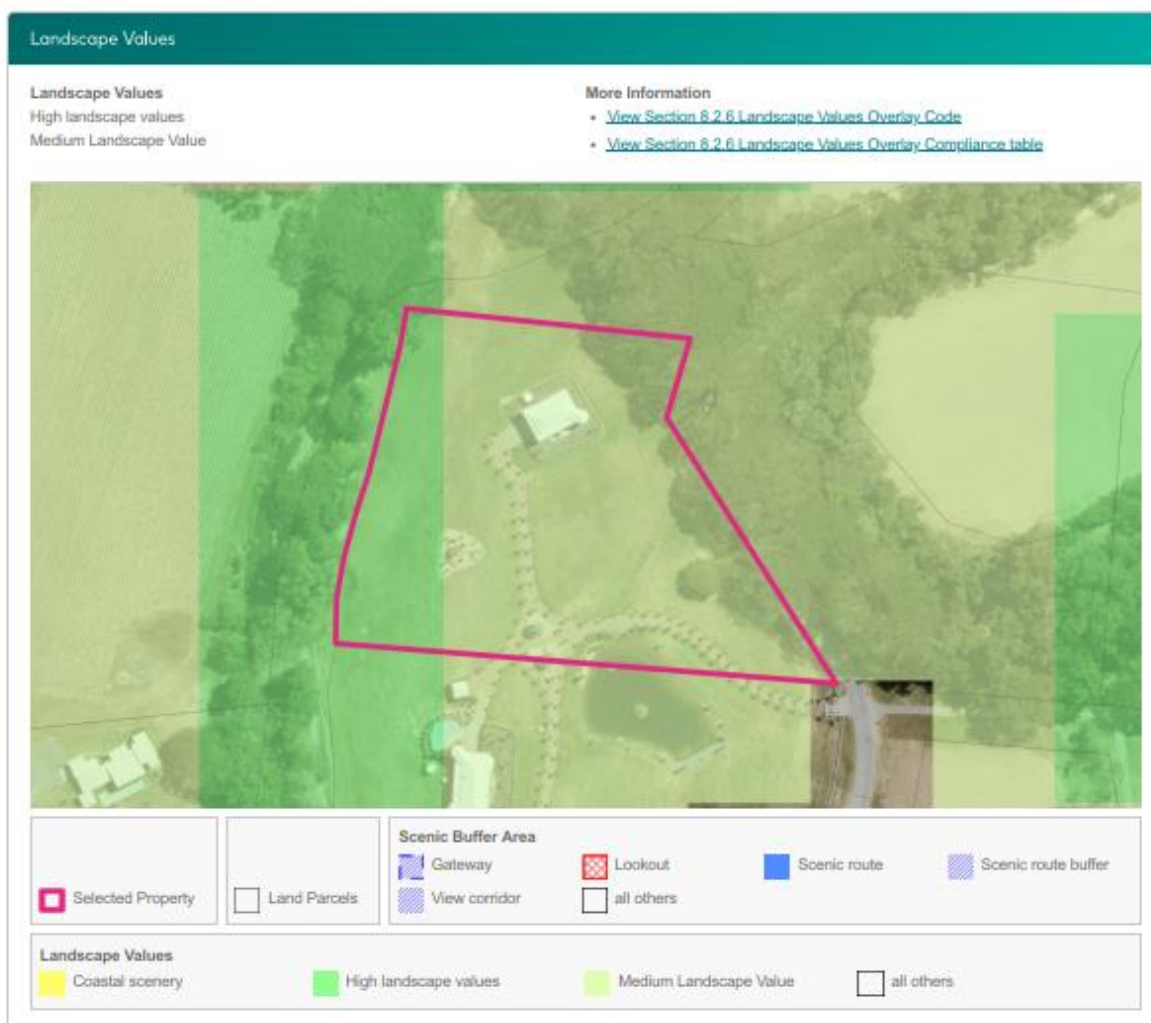 Landscape Values
Landscape Values
High landscape values
Medium Landscape Value
More Information
• View Section 8.2.6 Landscape Values Overlay Code
• View Section 8.2.6 Landscape Values Overlay Compliance table
Selected Property
Land Parcels
Scenic Buffer Area
Gateway
Lookout
Scenic route
Scenic route buffer
View corridor
all others
Landscape Values
Coastal scenery
High landscape values
Medium Landscape Value
all others